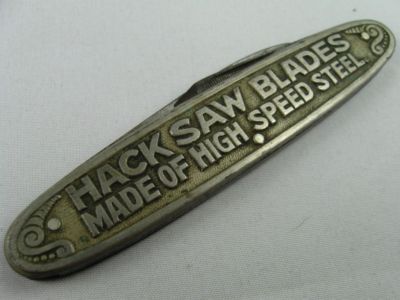 HACK SAW BLADES
MADE OF HIGH SPEED STEEL.